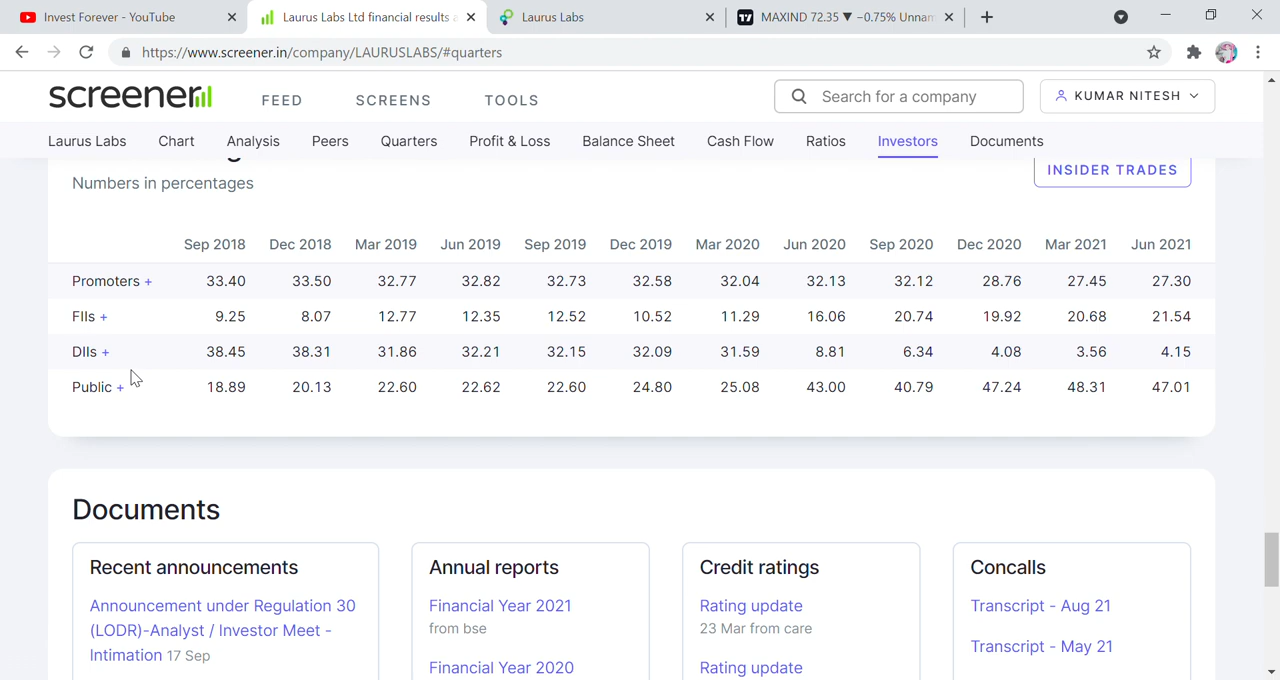 Invest Forever - YouTube
Laurus Labs Ltd financial results a
Laurus Labs
MAXIND 72.35 ▼ −0.75% Unnam
https://www.screener.in/company/LAURUSLABS/#quarters
screener
FEED SCREENS TOOLS
Search for a company
KUMAR NITESH
Laurus Labs Chart Analysis Peers Quarters Profit & Loss Balance Sheet Cash Flow Ratios Investors Documents
Numbers in percentages
INSIDER TRADES
Sep 2018 Dec 2018 Mar 2019 Jun 2019 Sep 2019 Dec 2019 Mar 2020 Jun 2020 Sep 2020 Dec 2020 Mar 2021 Jun 2021
Promoters + 33.40 33.50 32.77 32.82 32.73 32.58 32.04 32.13 32.12 28.76 27.45 27.30
FIIs + 9.25 8.07 12.77 12.35 12.52 10.52 11.29 16.06 20.74 19.92 20.68 21.54
DIIs + 38.45 38.31 31.86 32.21 32.15 32.09 31.59 8.81 6.34 4.08 3.56 4.15
Public + 18.89 20.13 22.60 22.62 22.60 24.80 25.08 43.00 40.79 47.24 48.31 47.01
Documents
Recent announcements
Announcement under Regulation 30
(LODR)-Analyst / Investor Meet -
Intimation 17 Sep
Annual reports
Financial Year 2021
from bse
Financial Year 2020
Credit ratings
Rating update
23 Mar from care
Rating update
Concalls
Transcript - Aug 21
Transcript - May 21